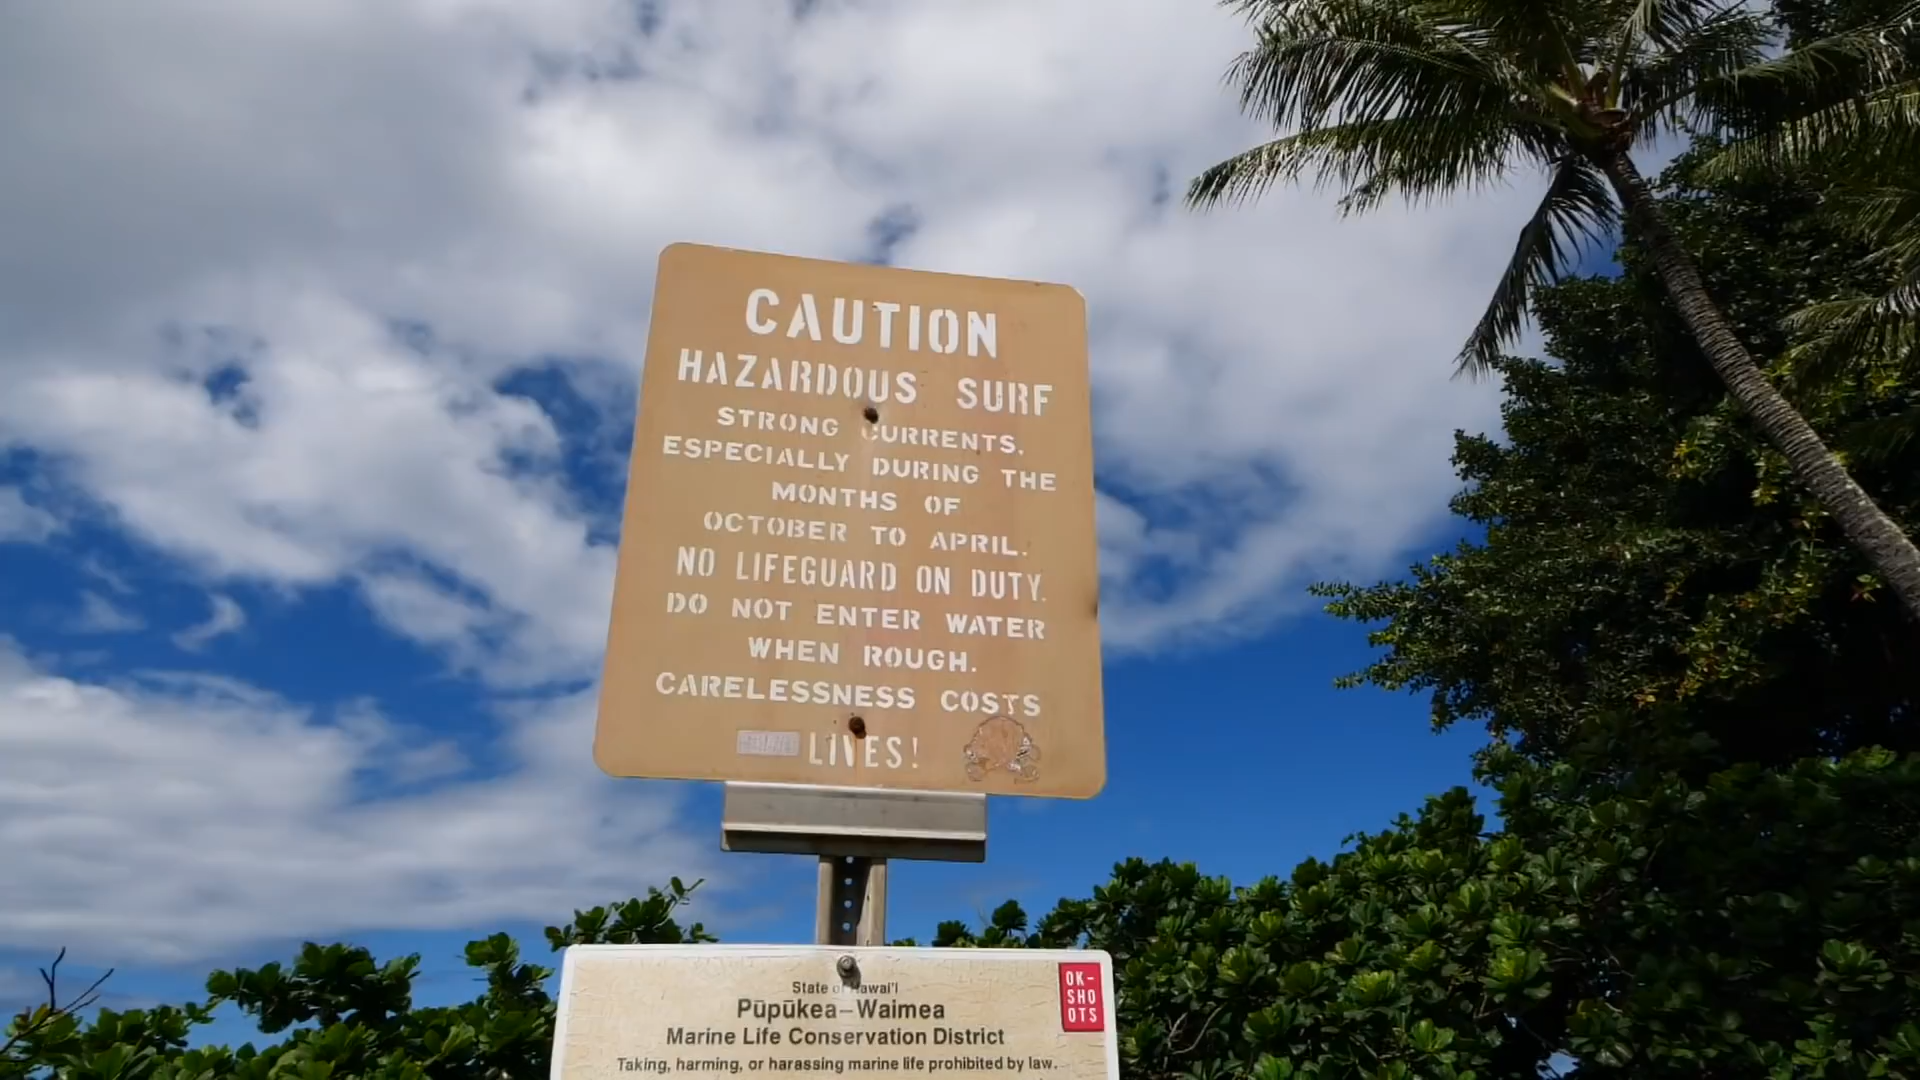 CAUTION
HAZARDOUS SURF
STRONG CURRENTS,
ESPECIALLY DURING THE
MONTHS OF
OCTOBER TO APRIL.
NO LIFEGUARD ON DUTY.
DO NOT ENTER WATER
WHEN ROUGH.
CARELESSNESS COSTS
LIVES!
State of Hawai'i
Pūpūkea–Waimea
Marine Life Conservation District
Taking, harming, or harassing marine life prohibited by law.
OK-
SHO
OTS